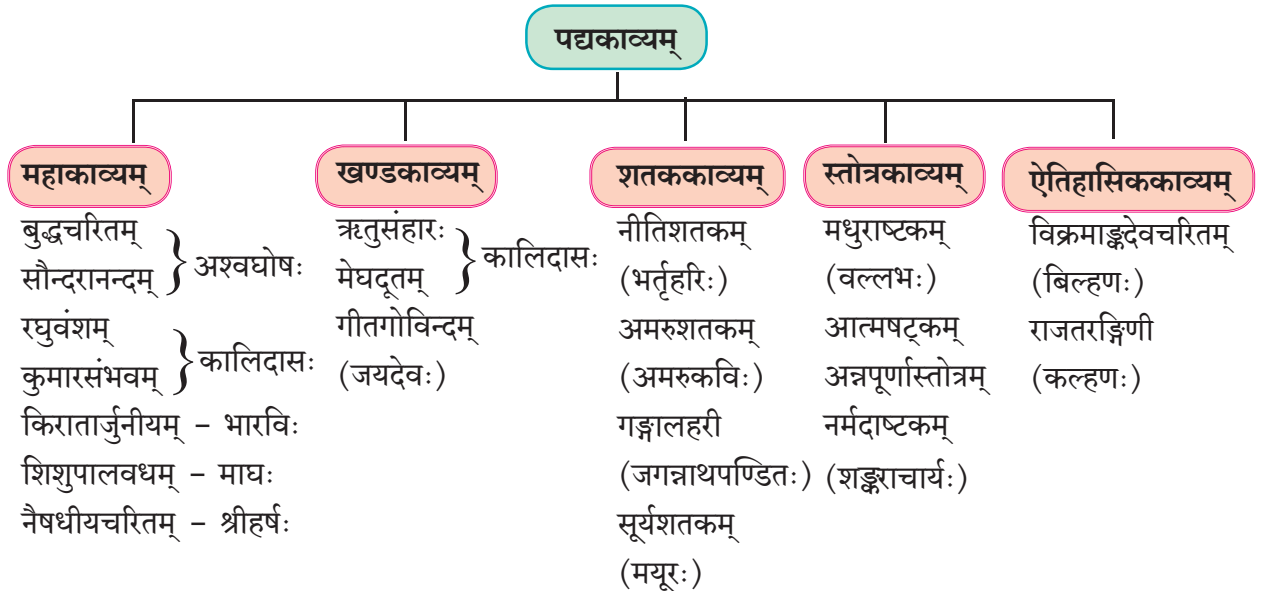 पद्यकाव्यम्
महाकाव्यम्
बुद्धचरितम्
सौन्दरानन्दम्
अश्वघोषः
रघुवंशम्
कुमारसंभवम्
कालिदासः
किरातार्जुनीयम् – भारविः
शिशुपालवधम् – माघः
नैषधीयचरितम् – श्रीहर्षः
खण्डकाव्यम्
ऋतुसंहारः
मेघदूतम्
कालिदासः
गीतगोविन्दम्
(जयदेवः)
शतककाव्यम्
नीतिशतकम्
(भर्तृहरिः)
अमरुशतकम्
(अमरुकविः)
गङ्गालहरी
(जगन्नाथपण्डितः)
सूर्यशतकम्
(मयूरः)
स्तोत्रकाव्यम्
मधुराष्टकम्
(वल्लभः)
आत्मषट्कम्
अन्नपूर्णास्तोत्रम्
नर्मदाष्टकम्
(शङ्कराचार्यः)
ऐतिहासिककाव्यम्
विक्रमाङ्कदेवचरितम्
(बिल्हणः)
राजतरङ्गिणी
(कल्हणः)